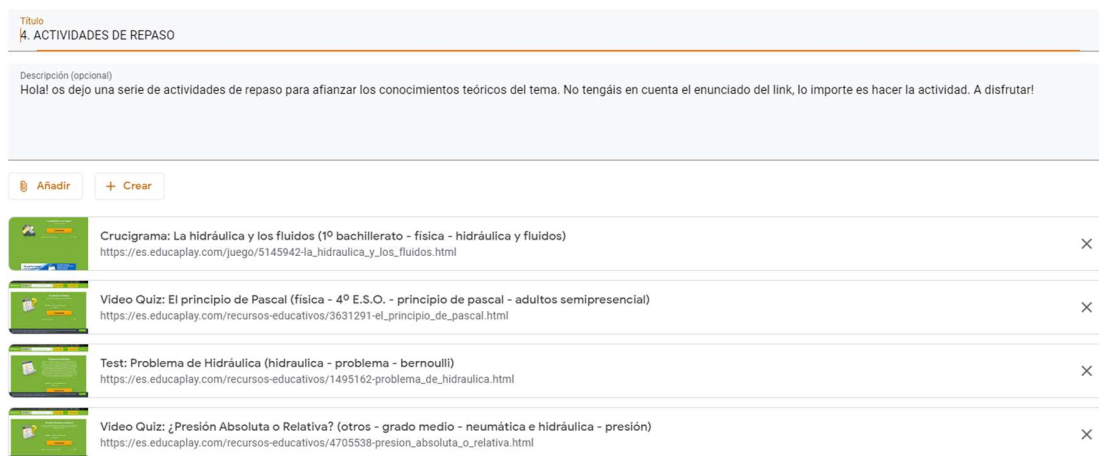 Título
4. ACTIVIDADES DE REPASO
Descripción (opcional)
Hola! os dejo una serie de actividades de repaso para afianzar los conocimientos teóricos del tema. No tengáis en cuenta el enunciado del link, lo importe es hacer la actividad. A disfrutar!
Añadir
+ Crear
Crucigrama: La hidráulica y los fluidos (1º bachillerato - física - hidráulica y fluidos)
https://es.educaplay.com/juego/5145942-la_hidraulica_y_los_fluidos.html
Video Quiz: El principio de Pascal (física - 4º E.S.O. - principio de pascal - adultos semipresencial)
https://es.educaplay.com/recursos-educativos/3631291-el_principio_de_pascal.html
Test: Problema de Hidráulica (hidraulica - problema - bernoulli)
https://es.educaplay.com/recursos-educativos/1495162-problema_de_hidraulica.html
Video Quiz: ¿Presión Absoluta o Relativa? (otros - grado medio - neumática e hidráulica - presión)
https://es.educaplay.com/recursos-educativos/4705538-presion_absoluta_o_relativa.html